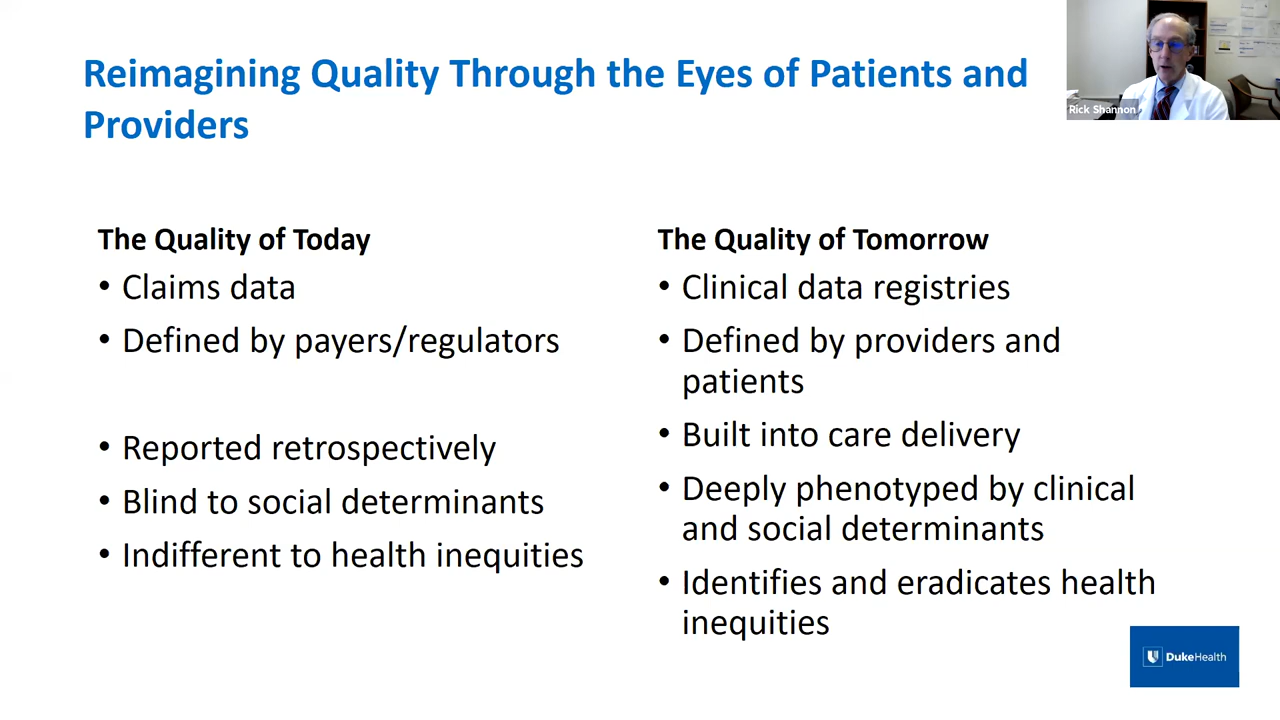 Reimagining Quality Through the Eyes of Patients and
Providers
Rick Shannon
The Quality of Today
• Claims data
• Defined by payers/regulators
• Reported retrospectively
• Blind to social determinants
• Indifferent to health inequities
The Quality of Tomorrow
• Clinical data registries
• Defined by providers and
patients
• Built into care delivery
• Deeply phenotyped by clinical
and social determinants
• Identifies and eradicates health
inequities
DukeHealth